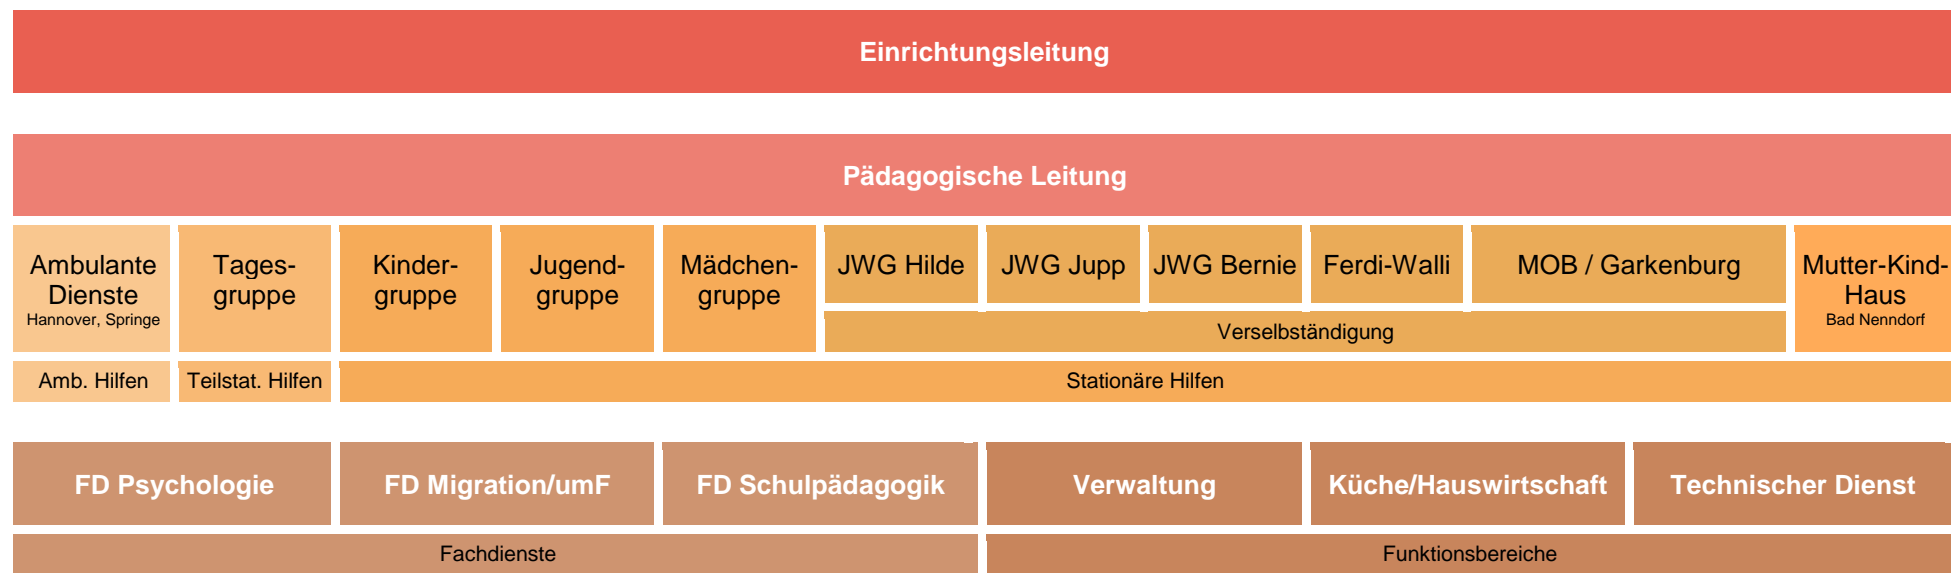 Einrichtungsleitung
Pädagogische Leitung
Ambulante
Dienste
Hannover, Springe
Tages-
gruppe
Kinder-
gruppe
Jugend-
gruppe
Mädchen-
gruppe
JWG Hilde
JWG Jupp
JWG Bernie
Ferdi-Walli
MOB / Garkenburg
Verselbständigung
Mutter-Kind-
Haus
Bad Nenndorf
Amb. Hilfen
Teilstat. Hilfen
Stationäre Hilfen
FD Psychologie
FD Migration/umF
FD Schulpädagogik
Verwaltung
Küche/Hauswirtschaft
Technischer Dienst
Fachdienste
Funktionsbereiche